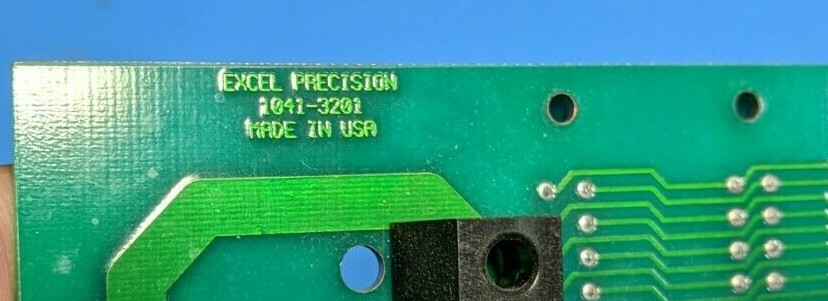 EXCEL PRECISION
1041-3201
MADE IN USA